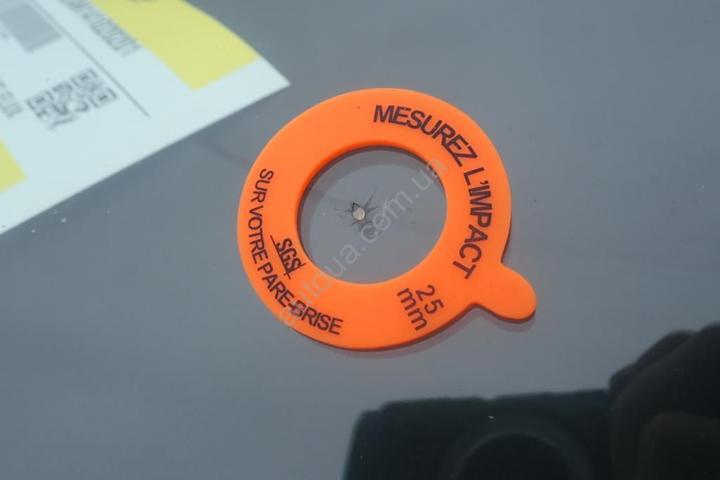 MESUREZ L'IMPACT
SUR VOTRE PARE-BRISE
SGS
25
mm
autoua.com.ua